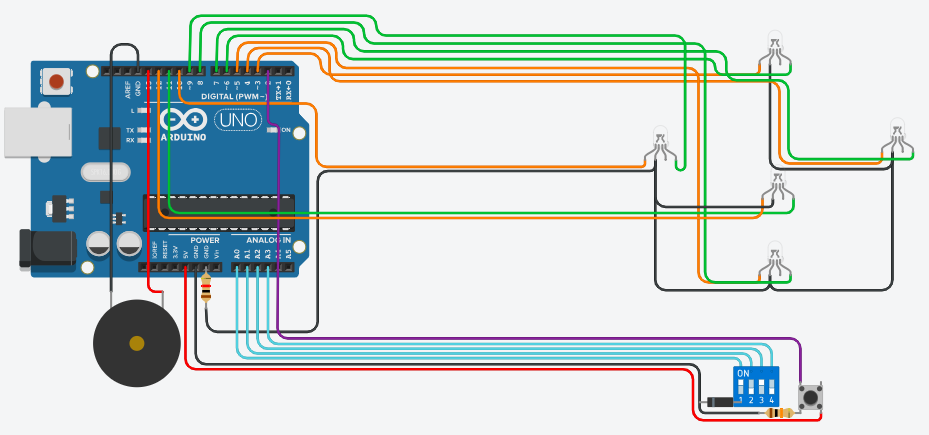 AREF
GND
13
12
~11
~10
~9
8
7
~6
~5
4
~3
2
TX→1
RX←0
DIGITAL (PWM~)
L
TX
RX
UNO
ON
ARDUINO
POWER
ANALOG IN
IOREF
RESET
3.3V
5V
GND
GND
Vin
A0
A1
A2
A3
A5
ON
1 2 3 4